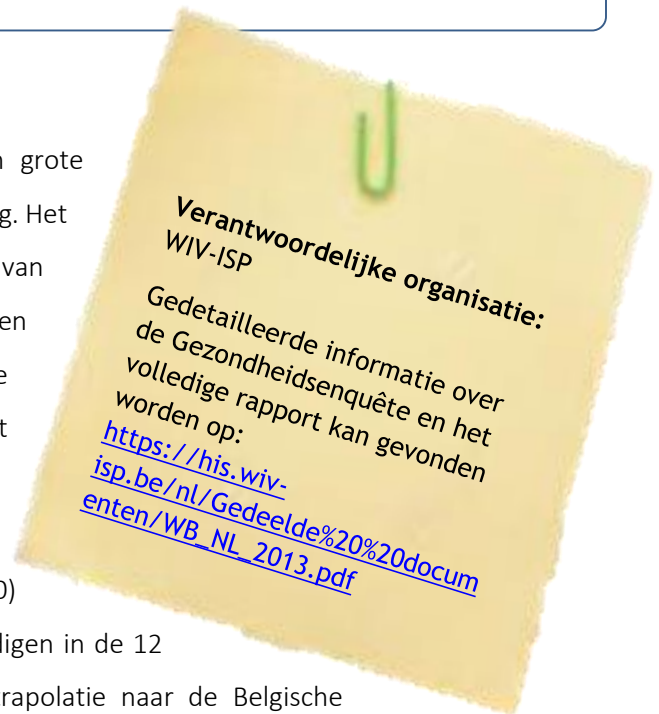 grote
g. Het
van
en
e
t
0)
ligen in de 12
trapolatie naar de Belgische
Verantwoordelijke organisatie:
WIV-ISP
Gedetailleerde informatie over
de Gezondheidsenquête en het
volledige rapport kan gevonden
worden op:
https://his.wiv-
isp.be/nl/Gedeelde%20%20docum
enten/WB_NL_2013.pdf